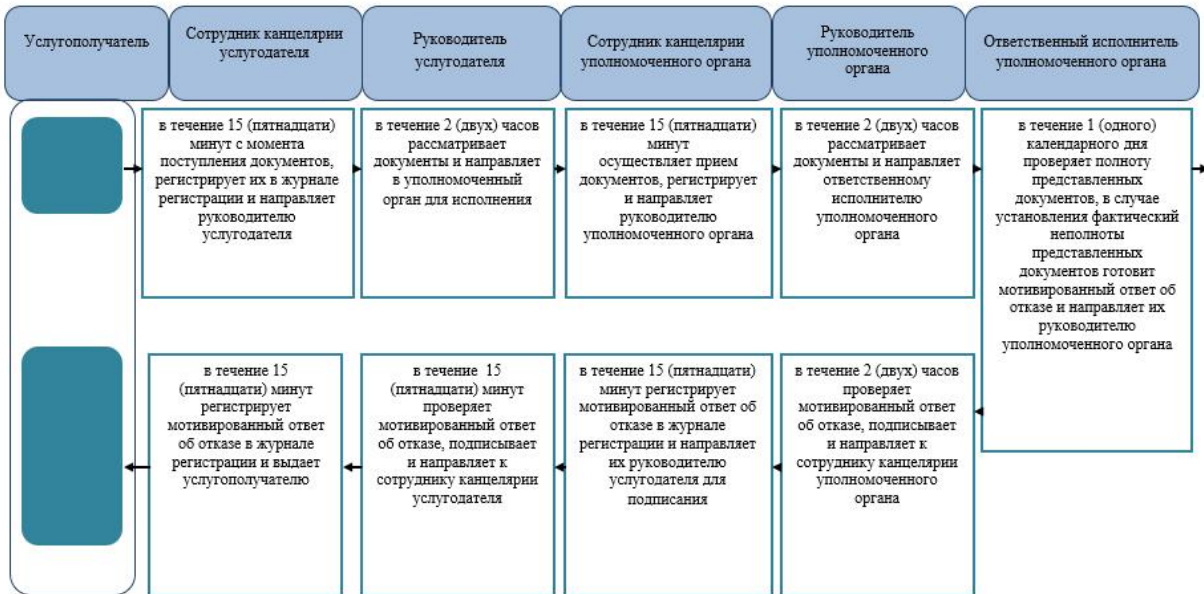 Услугополучатель
Сотрудник канцелярии
услугодателя
Руководитель
услугодателя
Сотрудник канцелярии
уполномоченного органа
Руководитель
уполномоченного
органа
Ответственный исполнитель
уполномоченного органа
в течение 15 (пятнадцати)
минут с момента
поступления документов,
регистрирует их в журнале
регистрации и направляет
руководителю
услугодателя
в течение 2 (двух) часов
рассматривает
документы и направляет
в уполномоченный
орган для исполнения
в течение 15 (пятнадцати)
минут
осуществляет прием
документов, регистрирует
и направляет
руководителю
уполномоченного органа
в течение 2 (двух) часов
рассматривает
документы и направляет
ответственному
исполнителю
уполномоченного
органа
в течение 1 (одного)
календарного дня
проверяет полноту
представленных
документов, в случае
установления фактический
неполноты
представленных
документов готовит
мотивированный ответ об
отказе и направляет их
руководителю
уполномоченного органа
в течение 15
(пятнадцати) минут
регистрирует
мотивированный ответ
об отказе в журнале
регистрации и выдает
услугополучателю
в течение 15
(пятнадцати) минут
проверяет
мотивированный ответ
об отказе, подписывает
и направляет к
сотруднику канцелярии
услугодателя
в течение 15 (пятнадцати)
минут регистрирует
мотивированный ответ об
отказе в журнале
регистрации и направляет
их руководителю
услугодателя для
подписания
в течение 2 (двух) часов
проверяет
мотивированный ответ
об отказе, подписывает
и направляет к
сотруднику канцелярии
уполномоченного
органа